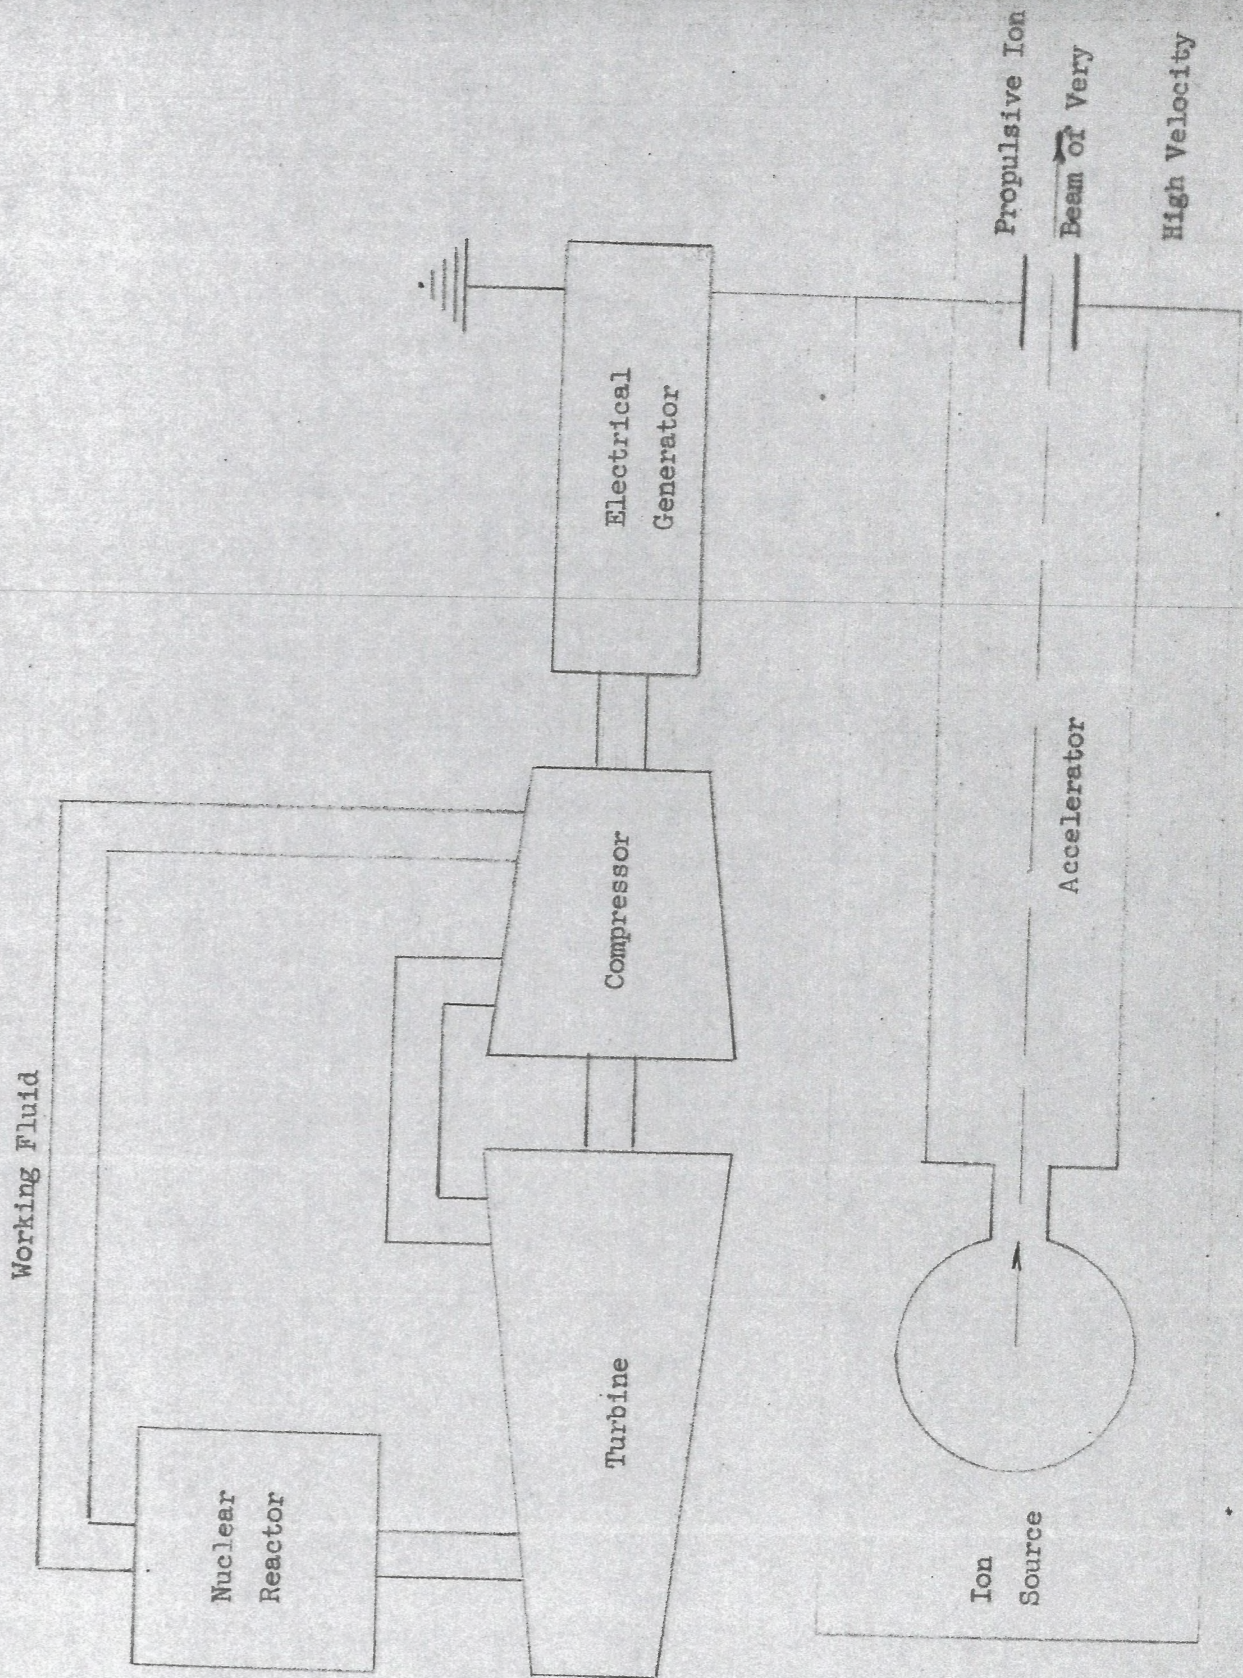 Working Fluid
Nuclear
Reactor
Turbine
Compressor
Electrical
Generator
Ion
Source
Accelerator
Propulsive Ion
Beam of Very
High Velocity